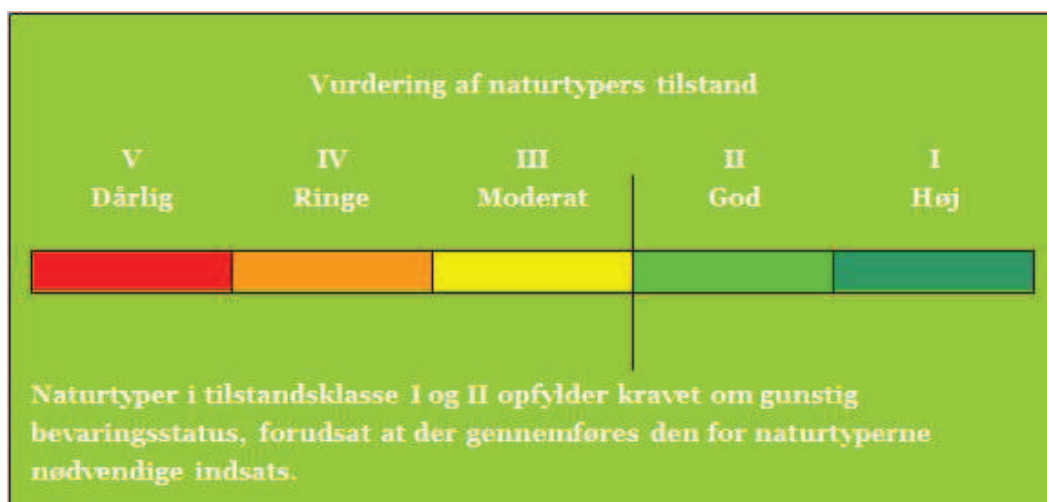 Vurdering af naturtypers tilstand
V IV III II I
Dårlig Ringe Moderat God Høj
Naturtyper i tilstandsklasse I og II opfylder kravet om gunstig
bevaringsstatus, forudsat at der gennemføres den for naturtyperne
nødvendige indsats.